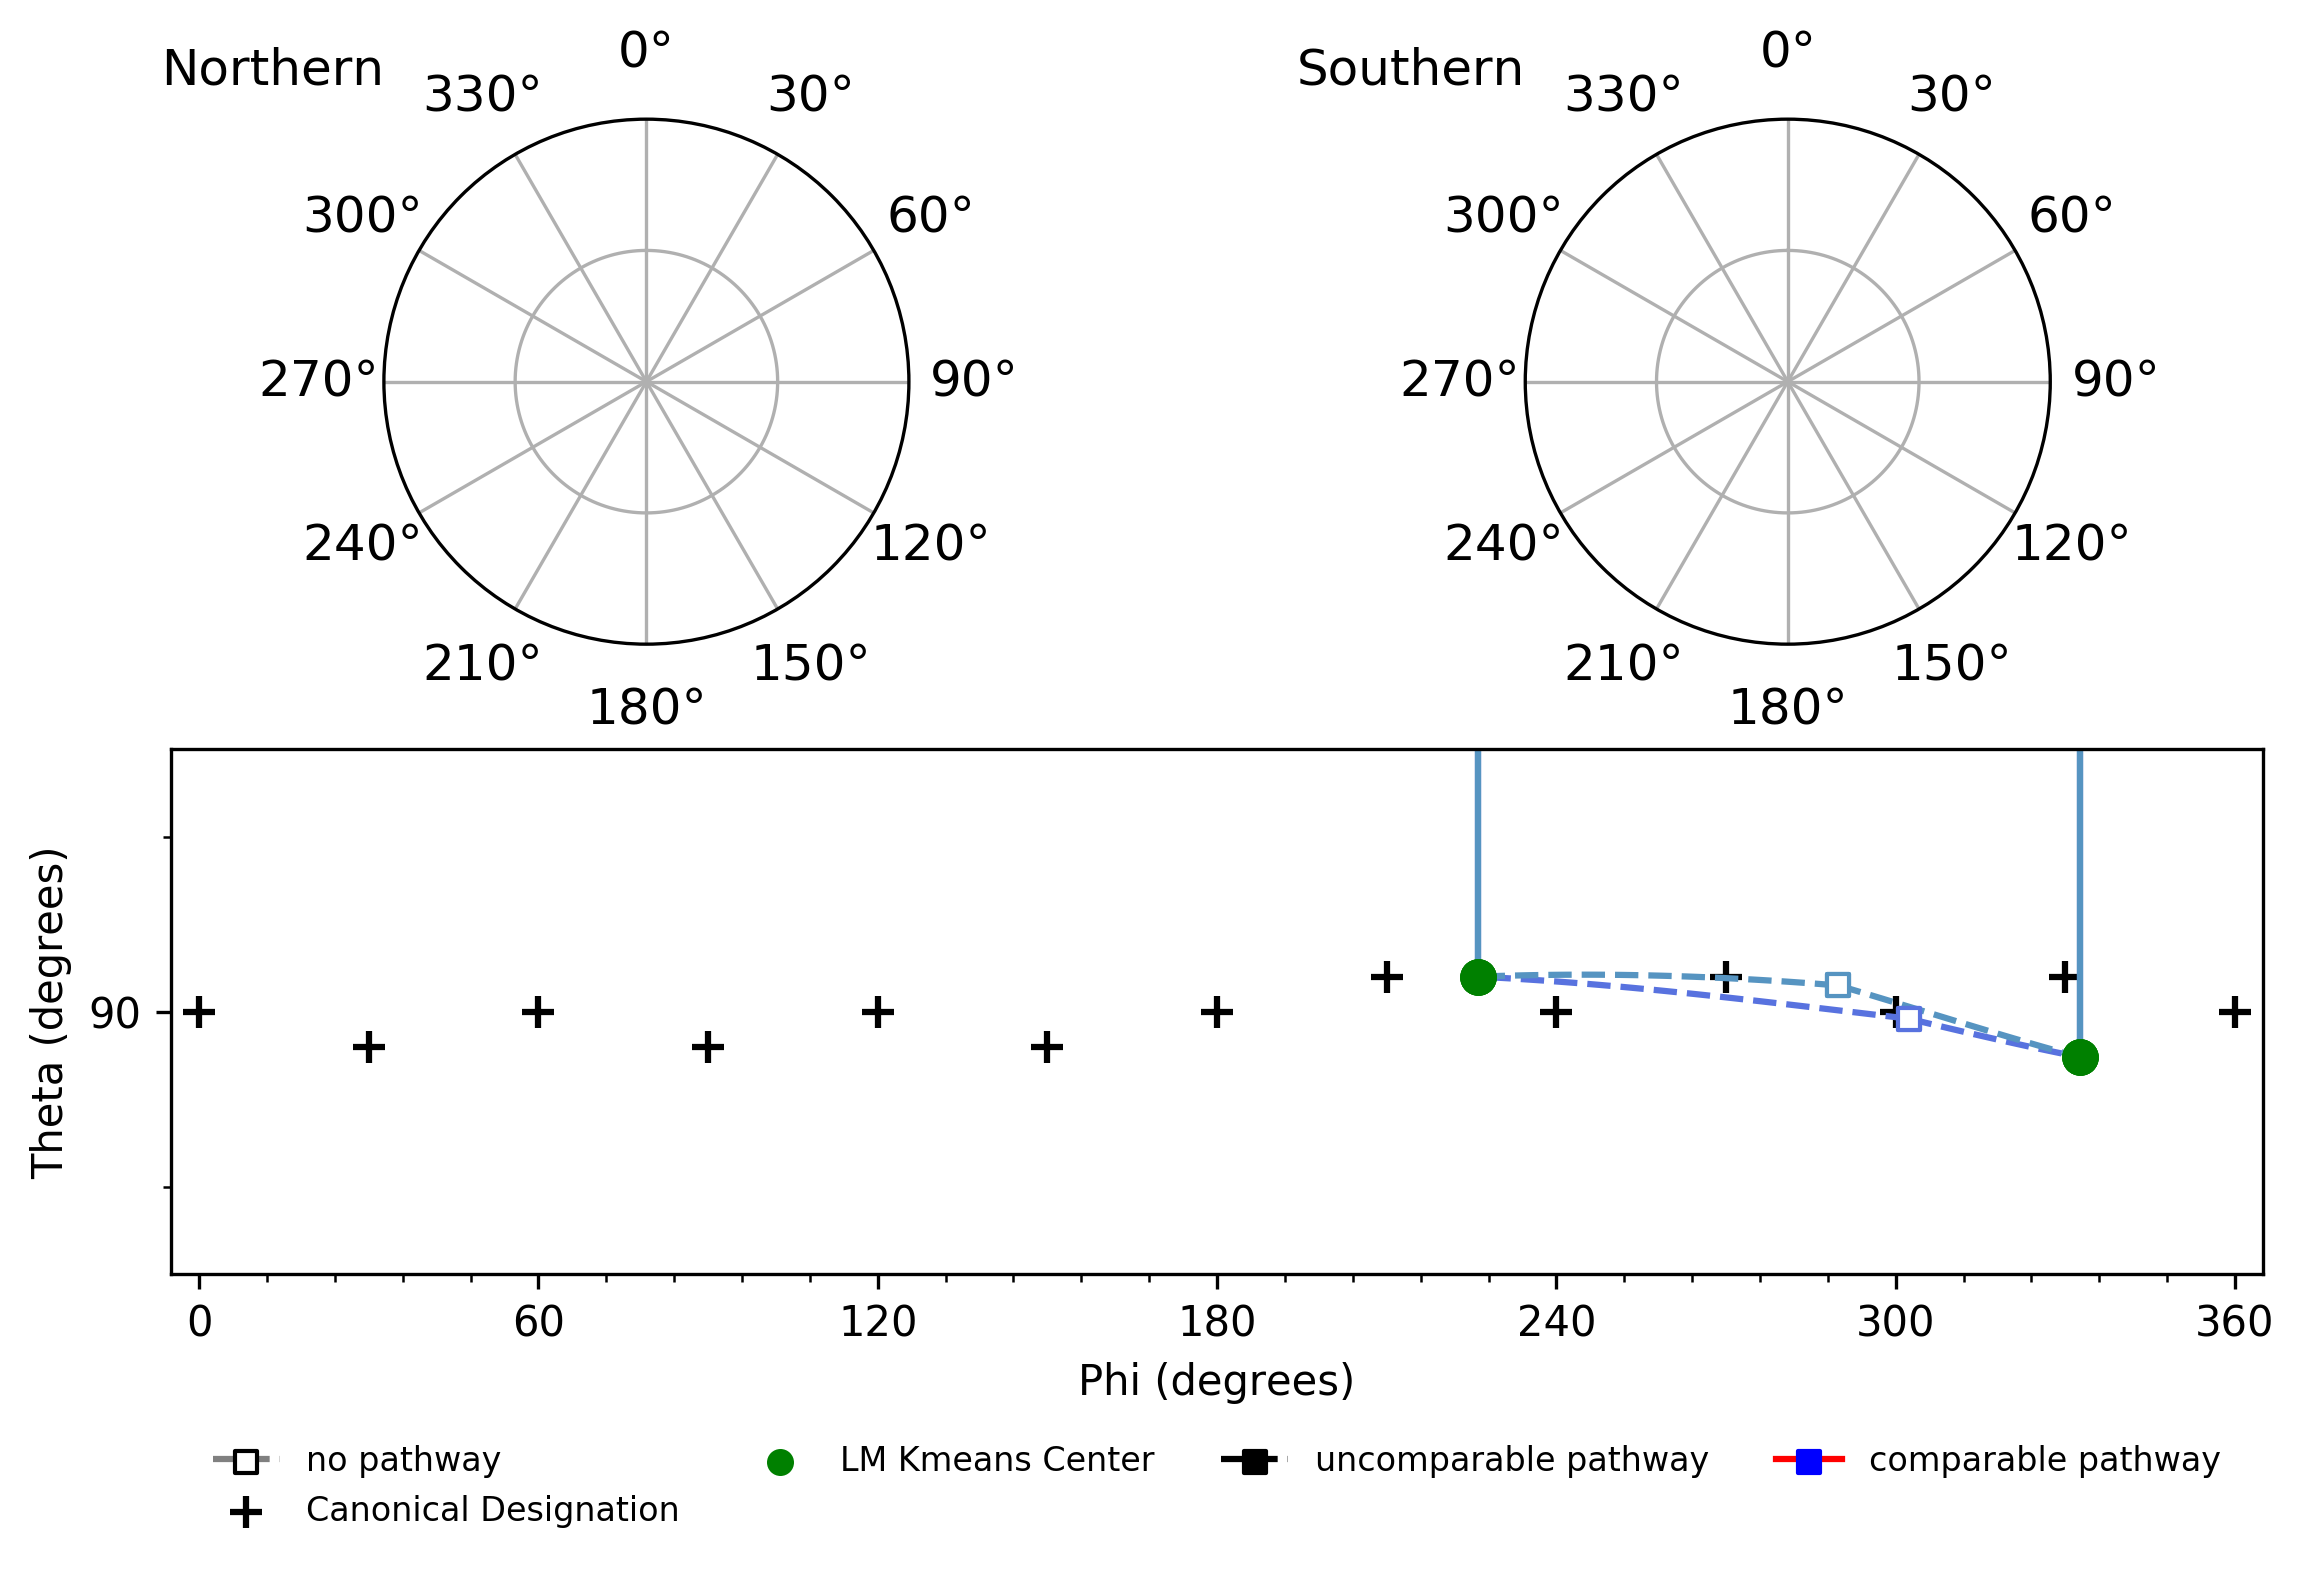 Northern
0°
330°
30°
300°
60°
270°
90°
240°
120°
210°
150°
180°
Southern
0°
330°
30°
300°
60°
270°
90°
240°
120°
210°
150°
180°
Theta (degrees)
90
0 60 120 180 240 300 360
Phi (degrees)
no pathway
LM Kmeans Center
uncomparable pathway
comparable pathway
Canonical Designation